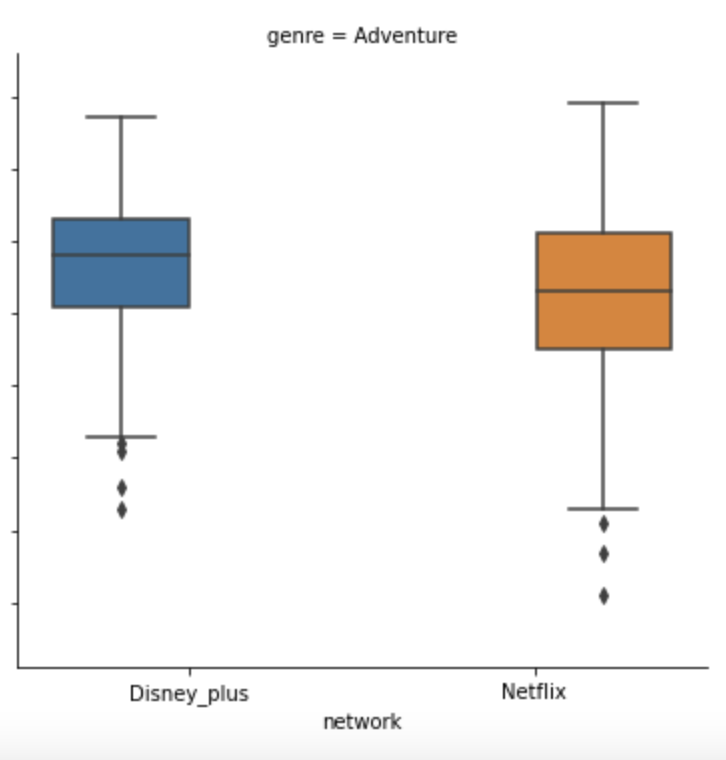 genre = Adventure
Disney_plus Netflix
network